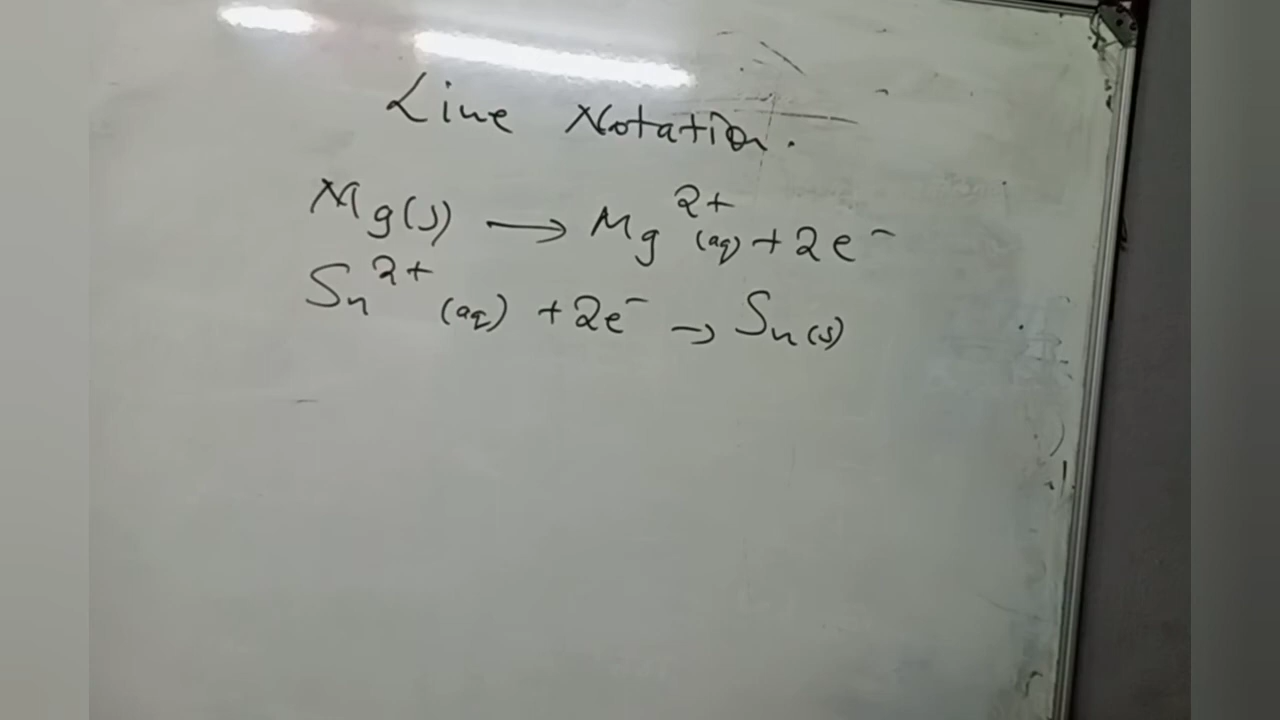 Line Notation.
Mg(s) → Mg²⁺(aq) + 2e⁻
Sn²⁺(aq) + 2e⁻ → Sn(s)